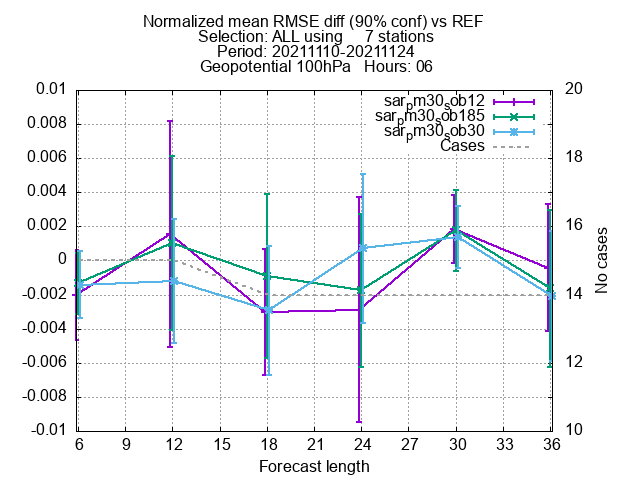 Normalized mean RMSE diff (90% conf) vs REF
Selection: ALL using     7 stations
Period: 20211110-20211124
Geopotential 100hPa   Hours: 06
sar_pm30_sob12
sar_pm30_sob185
sar_pm30_sob30
Cases
0.01
0.008
0.006
0.004
0.002
0
-0.002
-0.004
-0.006
-0.008
-0.01
20
18
16
14
12
10
No cases
6 9 12 15 18 21 24 27 30 33 36
Forecast length